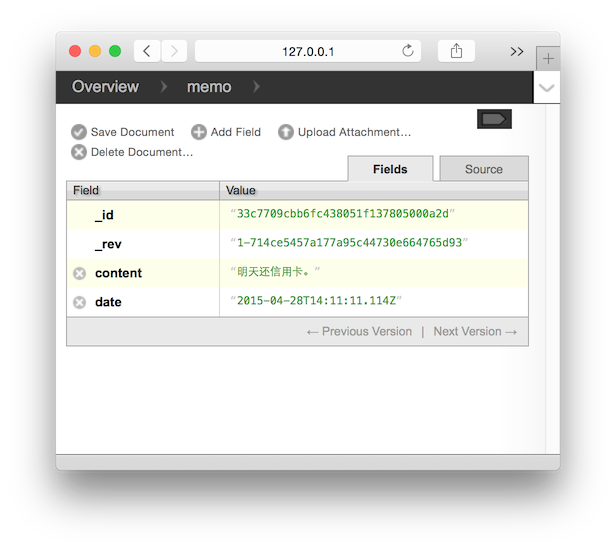 127.0.0.1
Overview memo
Save Document Add Field Upload Attachment…
Delete Document…
Fields Source
Field Value
_id "33c7709cbb6fc438051f137805000a2d"
_rev "1-714ce5457a177a95c44730e664765d93"
content "明天还信用卡。"
date "2015-04-28T14:11:11.114Z"
← Previous Version | Next Version →